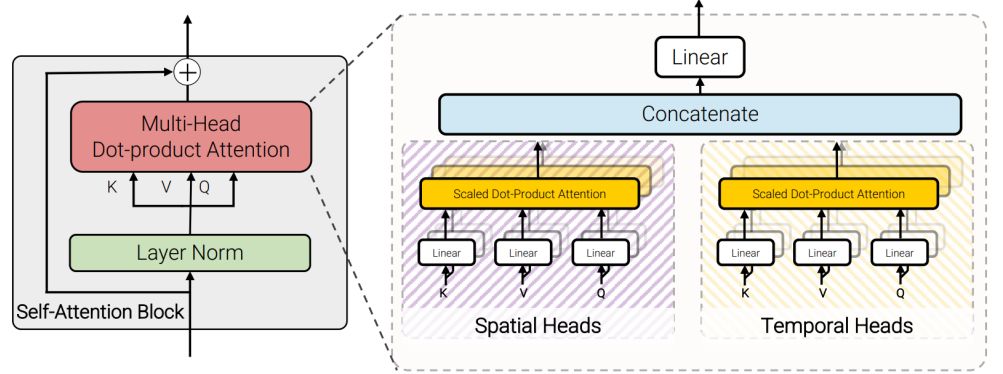 Multi-Head
Dot-product Attention
K V Q
Layer Norm
Self-Attention Block
Linear
Concatenate
Scaled Dot-Product Attention
Linear Linear Linear
K V Q
Spatial Heads
Scaled Dot-Product Attention
Linear Linear Linear
K V Q
Temporal Heads